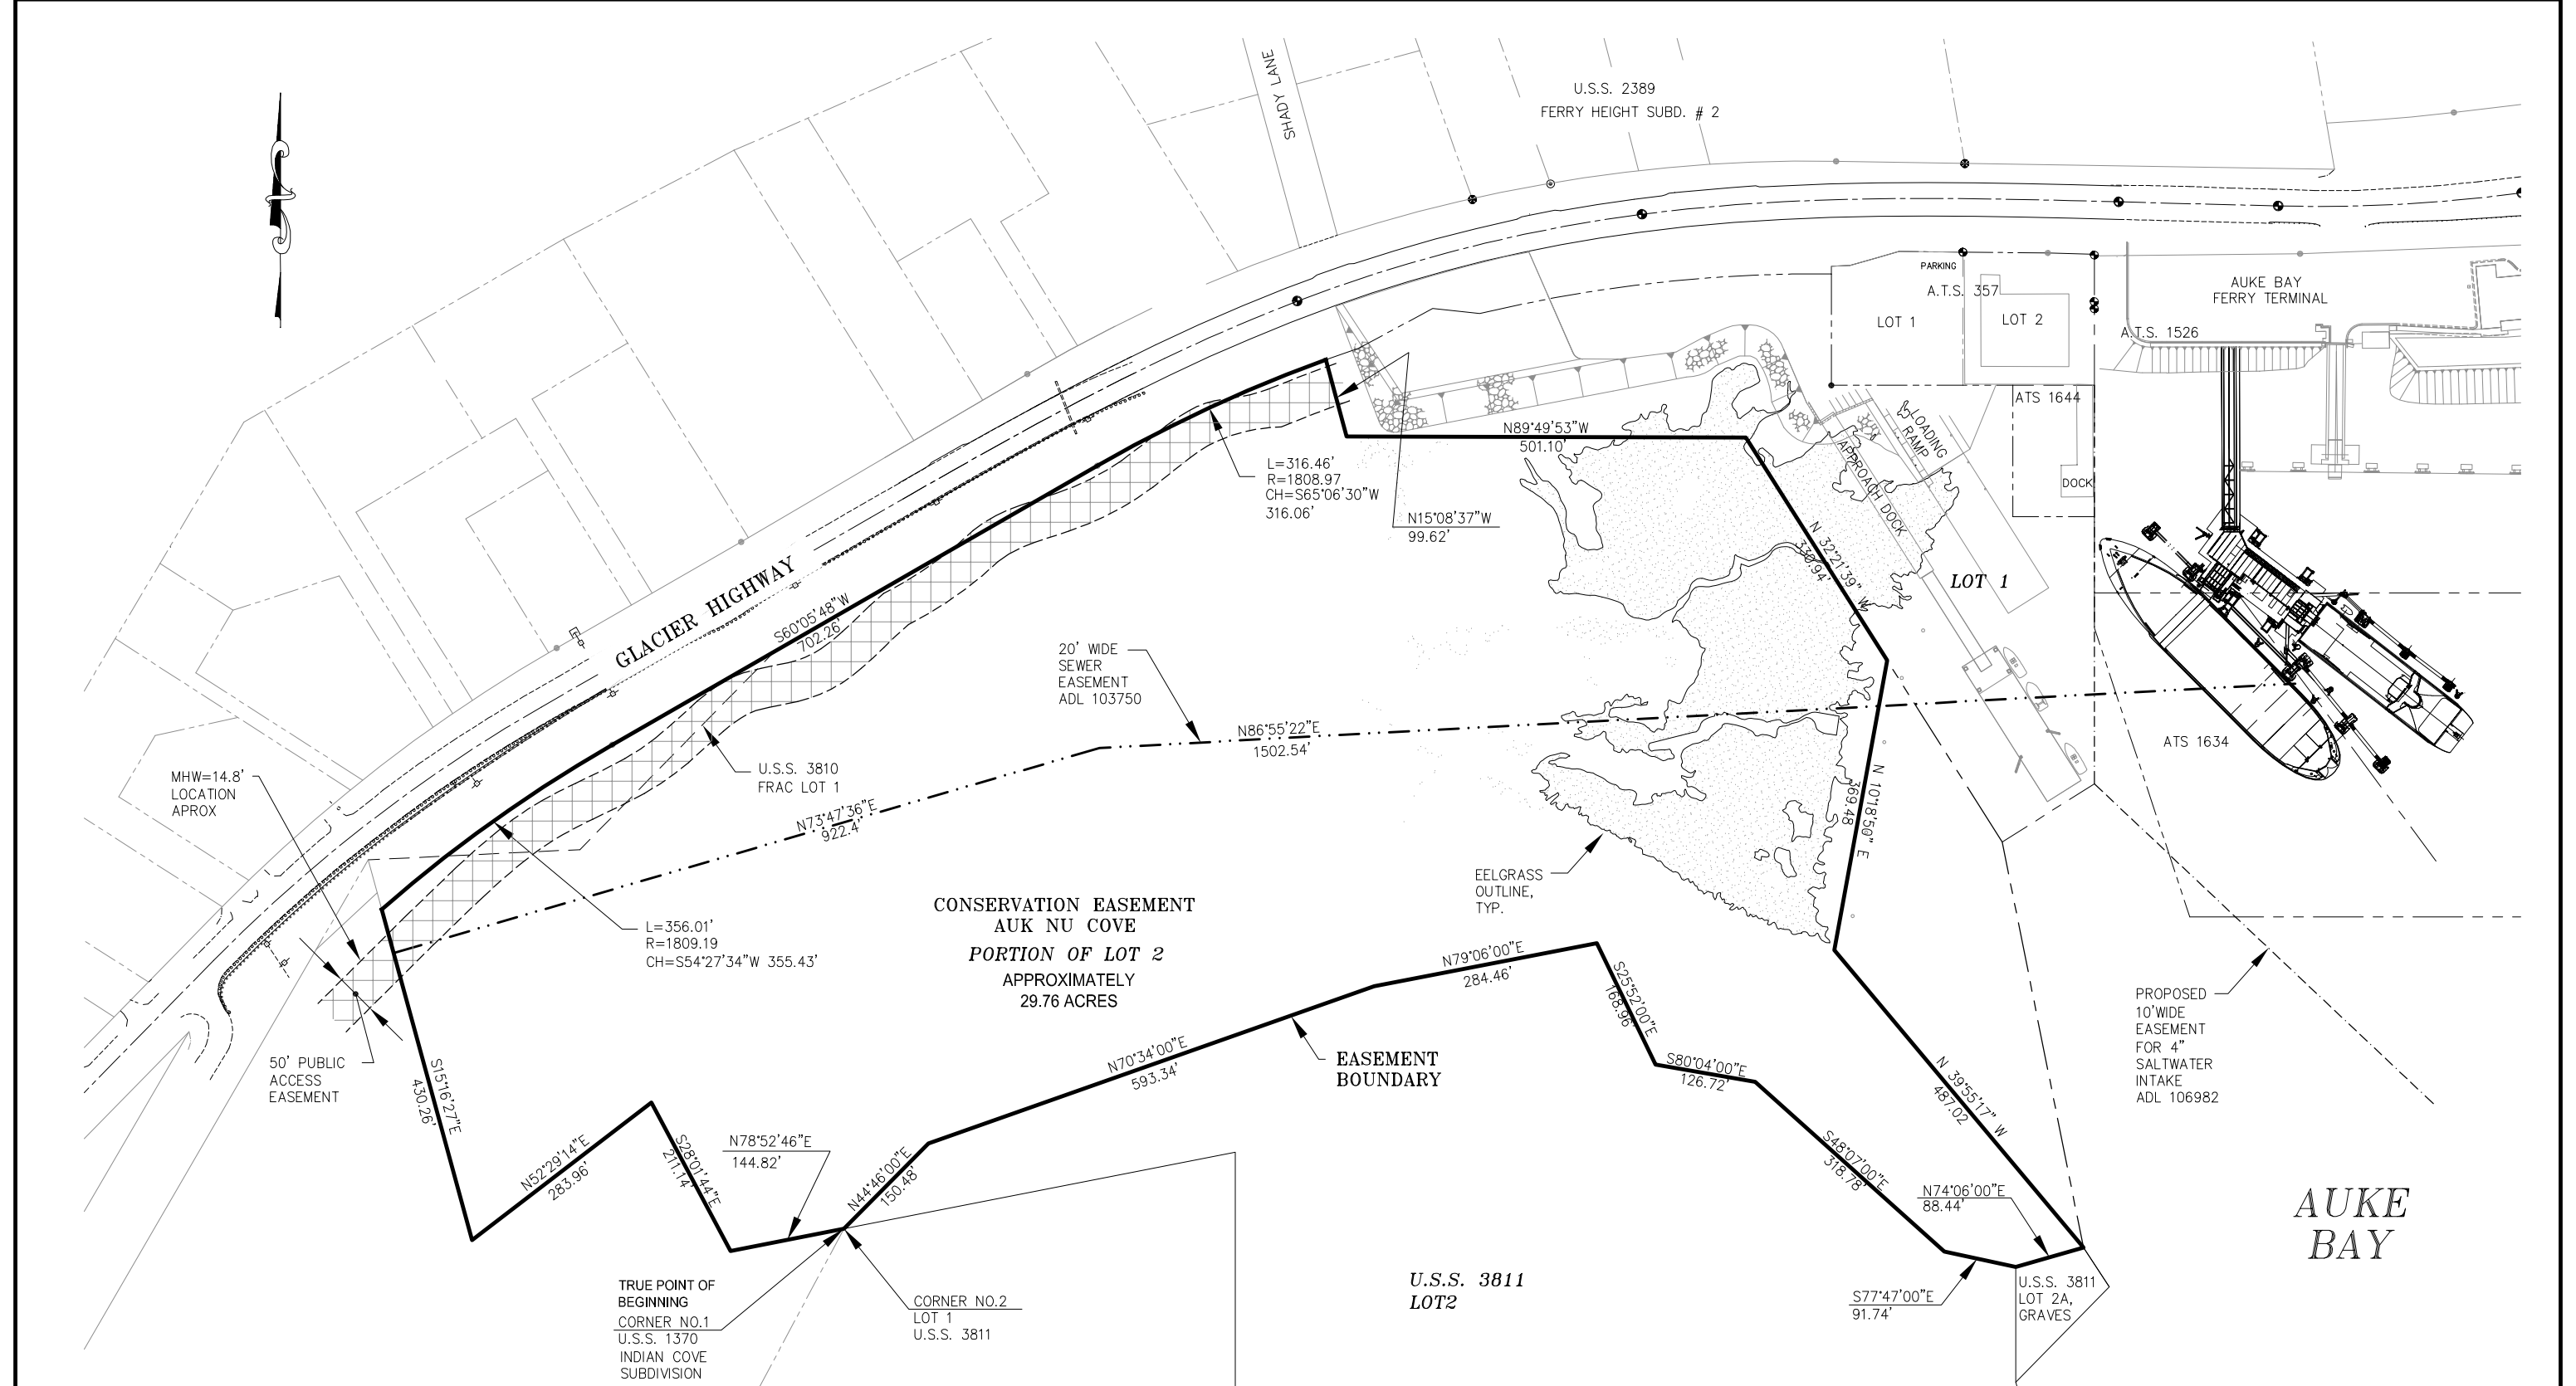 SHADY LANE
U.S.S. 2389
FERRY HEIGHT SUBD. # 2
PARKING
A.T.S. 357
LOT 1
LOT 2
AUKE BAY
FERRY TERMINAL
A.T.S. 1526
ATS 1644
DOCK
LOADING
RAMP
APPROACH DOCK
LOT 1
ATS 1634
N89°49'53"W
501.10'
L=316.46'
R=1808.97
CH=S65°06'30"W
316.06'
N15°08'37"W
99.62'
N 32°21'39" W
330.94'
GLACIER HIGHWAY
S60°05'48"W
702.26'
20' WIDE
SEWER
EASEMENT
ADL 103750
N86°55'22"E
1502.54'
U.S.S. 3810
FRAC LOT 1
MHW=14.8'
LOCATION
APROX
N73°47'36"E
922.4'
N 10°18'50" E
369.48
EELGRASS
OUTLINE,
TYP.
CONSERVATION EASEMENT
AUK NU COVE
PORTION OF LOT 2
APPROXIMATELY
29.76 ACRES
L=356.01'
R=1809.19
CH=S54°27'34"W 355.43'
N79°06'00"E
284.46'
S25°52'00"E
168.96'
PROPOSED
10'WIDE
EASEMENT
FOR 4"
SALTWATER
INTAKE
ADL 106982
50' PUBLIC
ACCESS
EASEMENT
S15°16'27"E
430.26'
N70°34'00"E
593.34'
EASEMENT
BOUNDARY
S80°04'00"E
126.72'
N 39°55'17" W
487.02
N52°29'14"E
283.96'
S28°01'44"E
211.14'
N78°52'46"E
144.82'
N44°46'00"E
150.48'
S48°07'00"E
318.78'
N74°06'00"E
88.44'
AUKE
BAY
TRUE POINT OF
BEGINNING
CORNER NO.1
U.S.S. 1370
INDIAN COVE
SUBDIVISION
CORNER NO.2
LOT 1
U.S.S. 3811
U.S.S. 3811
LOT2
S77°47'00"E
91.74'
U.S.S. 3811
LOT 2A,
GRAVES